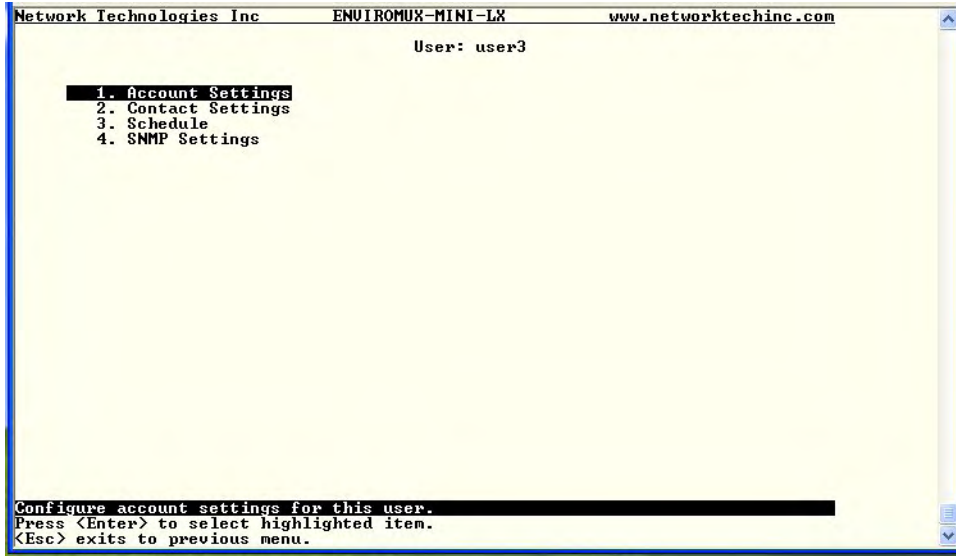 Network Technologies Inc ENVIROMUX-MINI-LX www.networktechinc.com
User: user3
1. Account Settings
2. Contact Settings
3. Schedule
4. SNMP Settings
Configure account settings for this user.
Press <Enter> to select highlighted item.
<Esc> exits to previous menu.